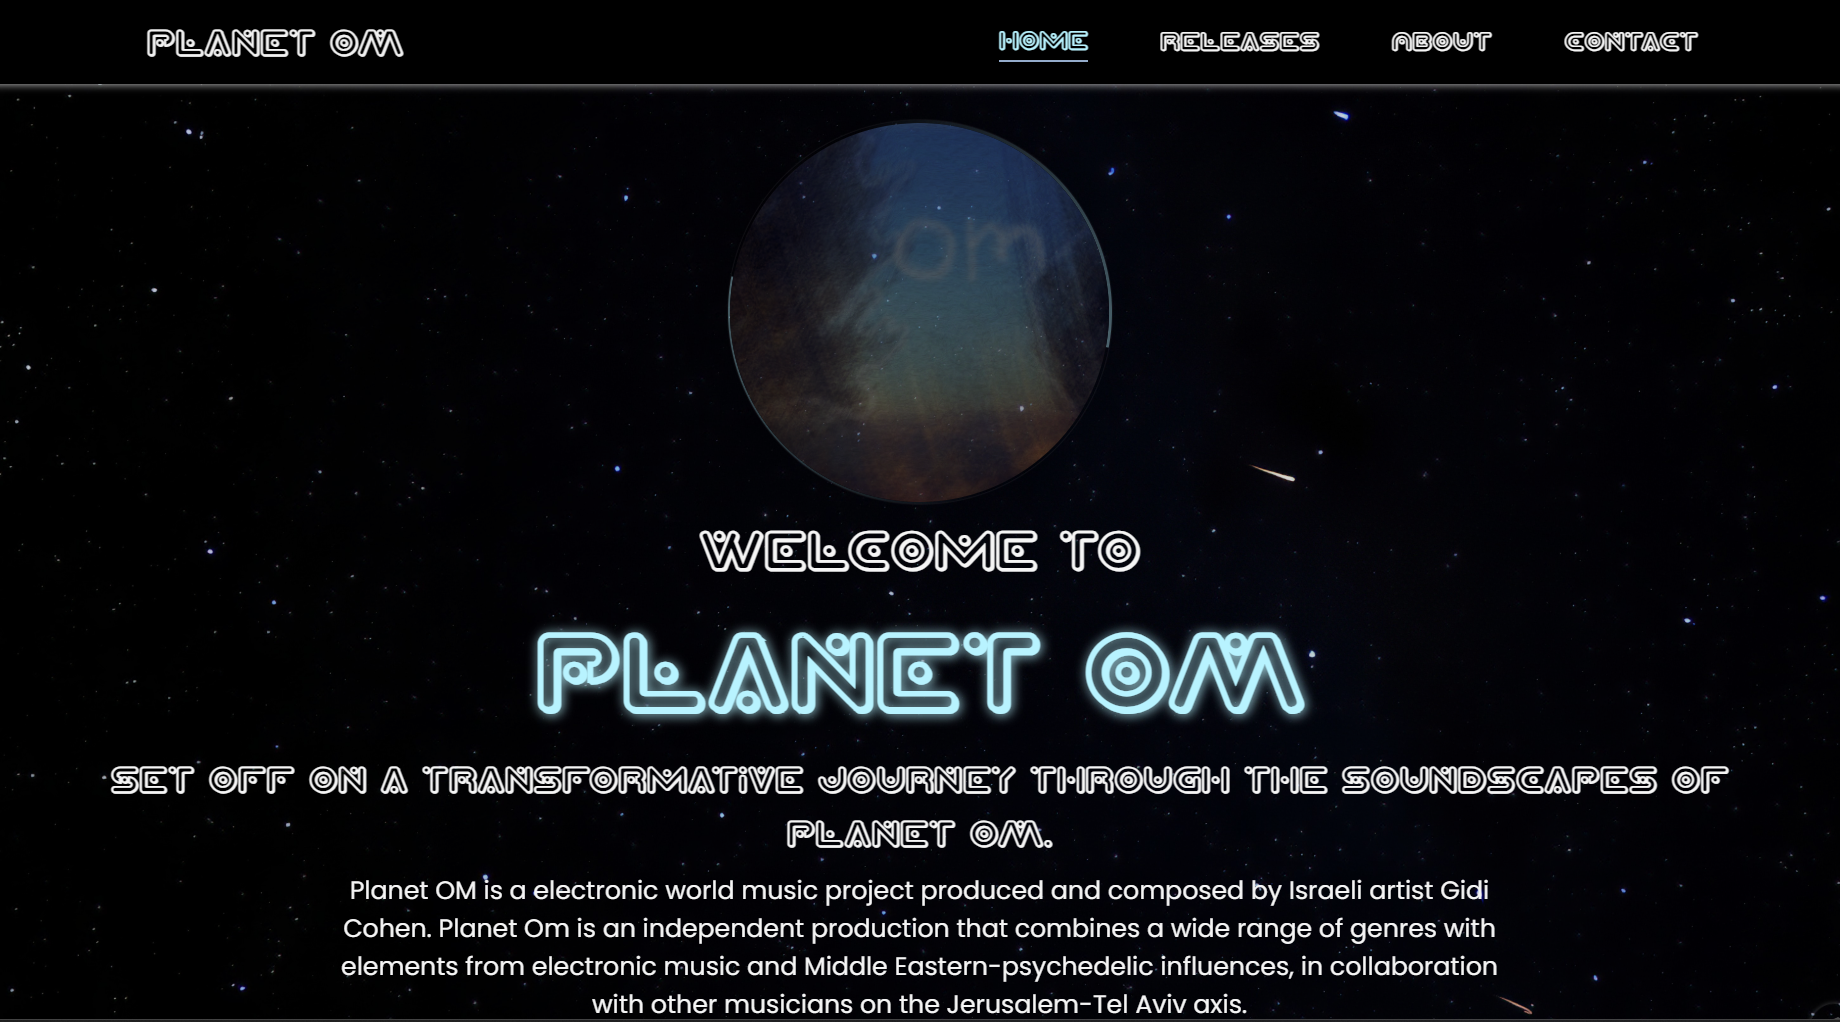 PLANET OM
HOME
RELEASES
ABOUT
CONTACT
om
WELCOME TO
PLANET OM
SET OFF ON A TRANSFORMATiVE JOURNEY THROUGH THE SOUNDSCAPES OF
PLANET OM.
Planet OM is a electronic world music project produced and composed by Israeli artist Gidi
Cohen. Planet Om is an independent production that combines a wide range of genres with
elements from electronic music and Middle Eastern-psychedelic influences, in collaboration
with other musicians on the Jerusalem-Tel Aviv axis.